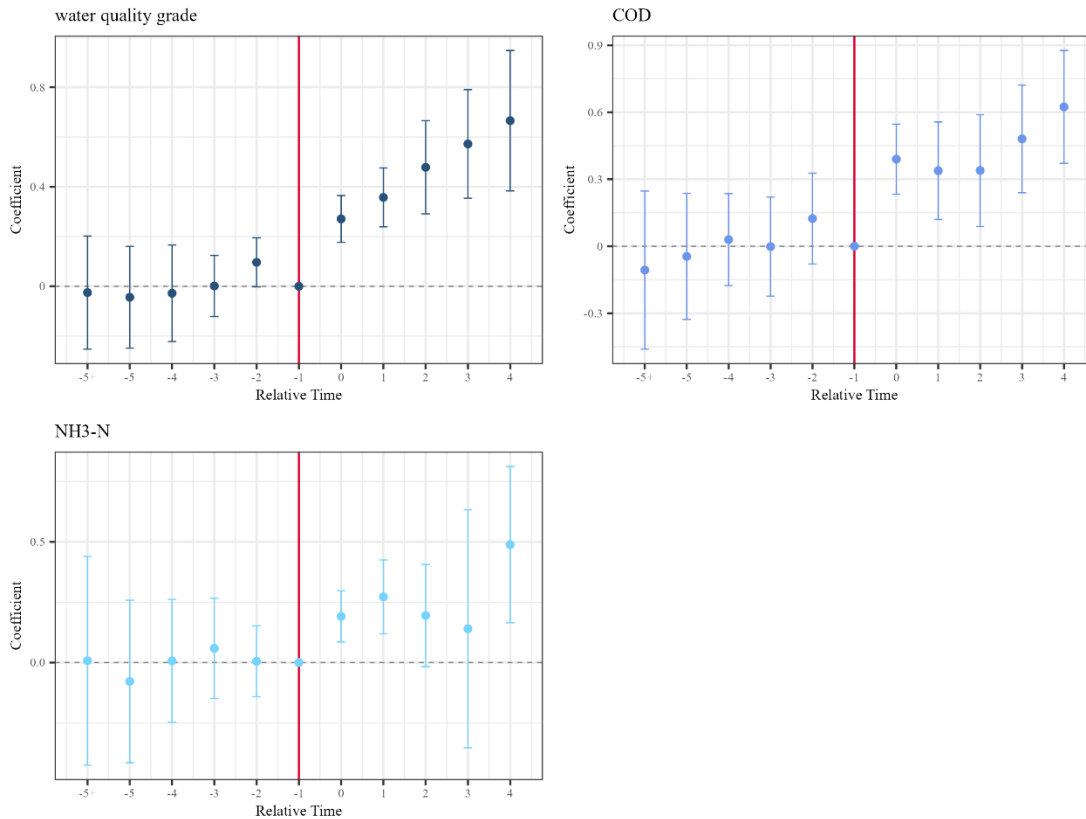 water quality grade
Coefficient
0.8
0.4
0
-5+ -5 -4 -3 -2 -1 0 1 2 3 4
Relative Time
COD
Coefficient
0.9
0.6
0.3
0
-0.3
-5+ -5 -4 -3 -2 -1 0 1 2 3 4
Relative Time
NH3-N
Coefficient
0.5
0.0
-5+ -5 -4 -3 -2 -1 0 1 2 3 4
Relative Time